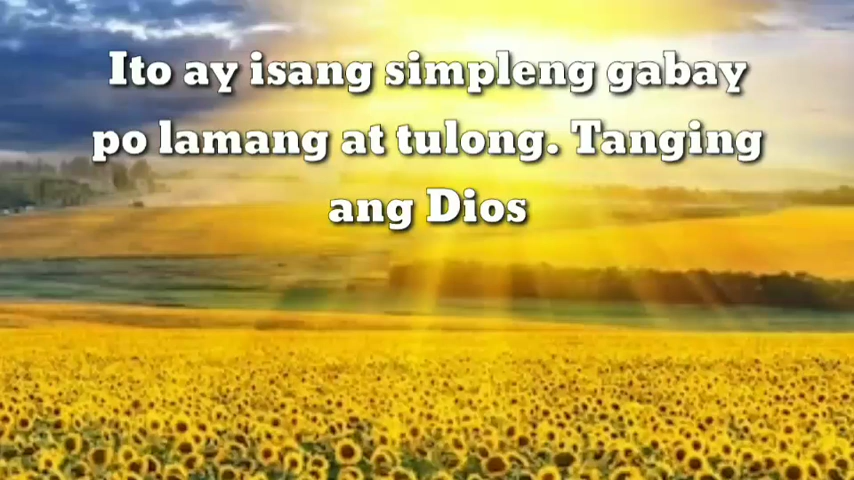 Ito ay isang simpleng gabay
po lamang at tulong. Tanging
ang Dios